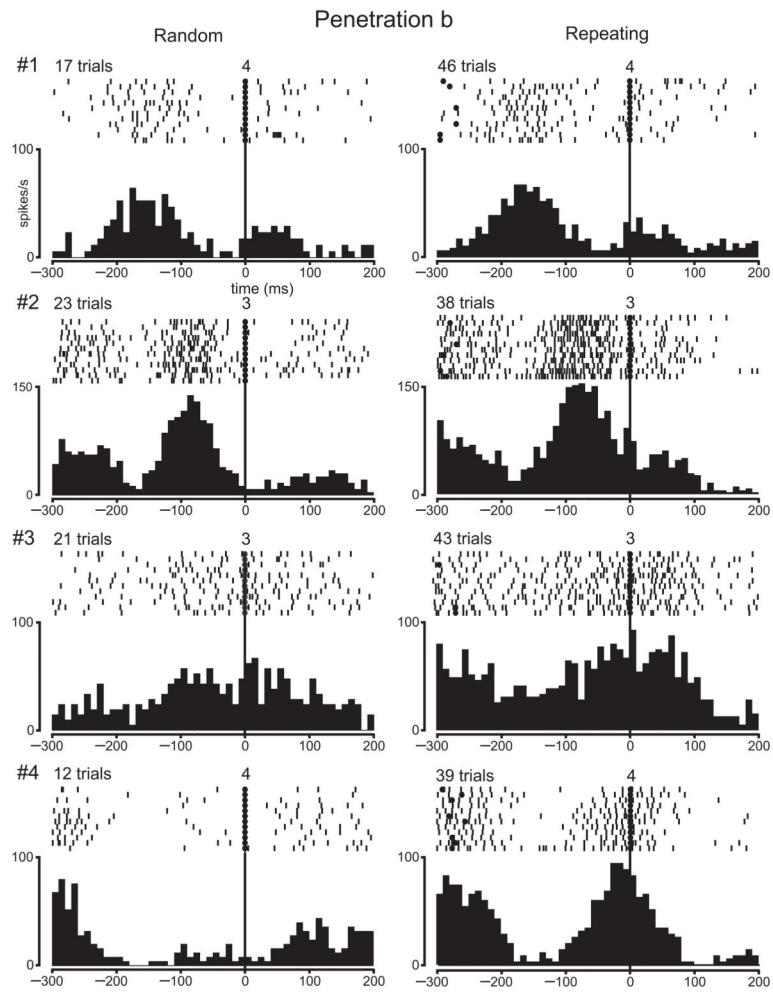 Penetration b
Random Repeating
#1 17 trials 4 46 trials 4
100 100
spikes/s
0 0
−300 −200 −100 0 100 200 −300 −200 −100 0 100 200
time (ms)
#2 23 trials 3 38 trials 3
150 150
0 0
−300 −200 −100 0 100 200 −300 −200 −100 0 100 200
#3 21 trials 3 43 trials 3
100 100
0 0
−300 −200 −100 0 100 200 −300 −200 −100 0 100 200
#4 12 trials 4 39 trials 4
100 100
0 0
−300 −200 −100 0 100 200 −300 −200 −100 0 100 200